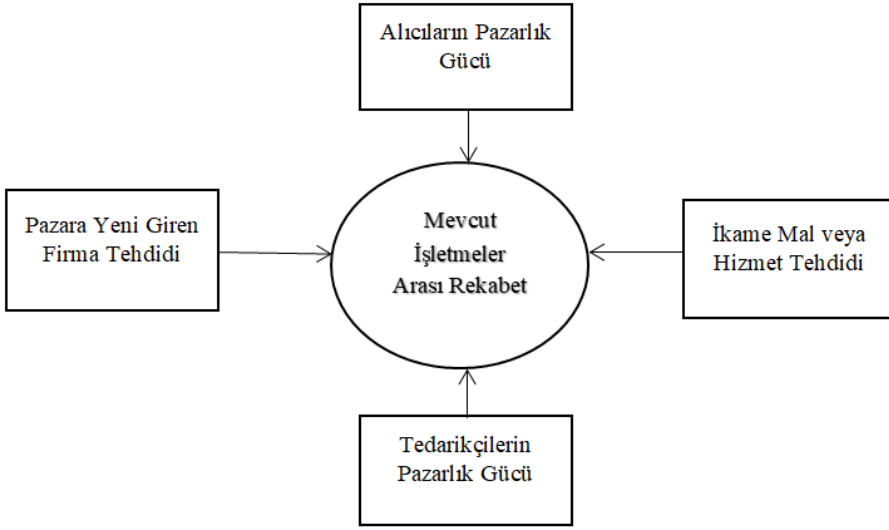 Alıcıların Pazarlık
Gücü
Pazara Yeni Giren
Firma Tehdidi
Mevcut
İşletmeler
Arası Rekabet
İkame Mal veya
Hizmet Tehdidi
Tedarikçilerin
Pazarlık Gücü